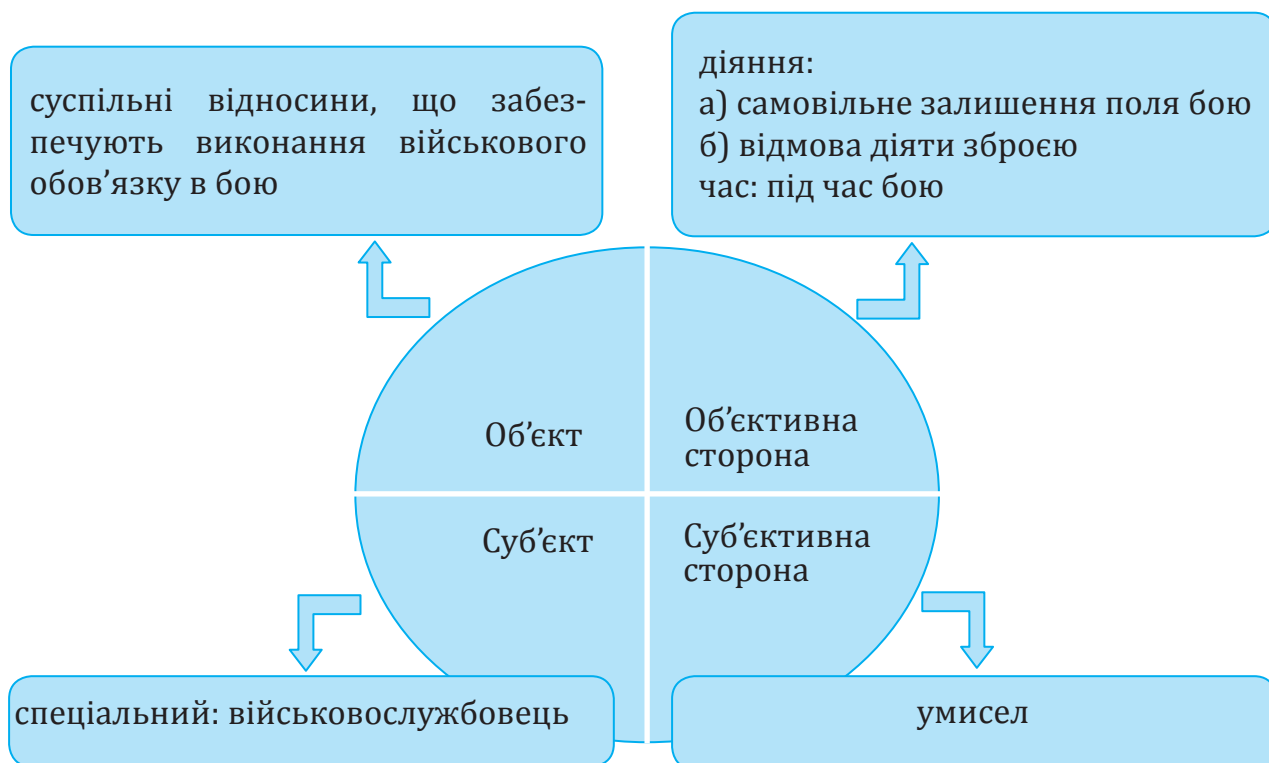 суспільні відносини, що забез-
печують виконання військового
обов’язку в бою
діяння:
а) самовільне залишення поля бою
б) відмова діяти зброєю
час: під час бою
Об’єкт
Об’єктивна
сторона
Суб’єкт
Суб’єктивна
сторона
спеціальний: військовослужбовець
умисел